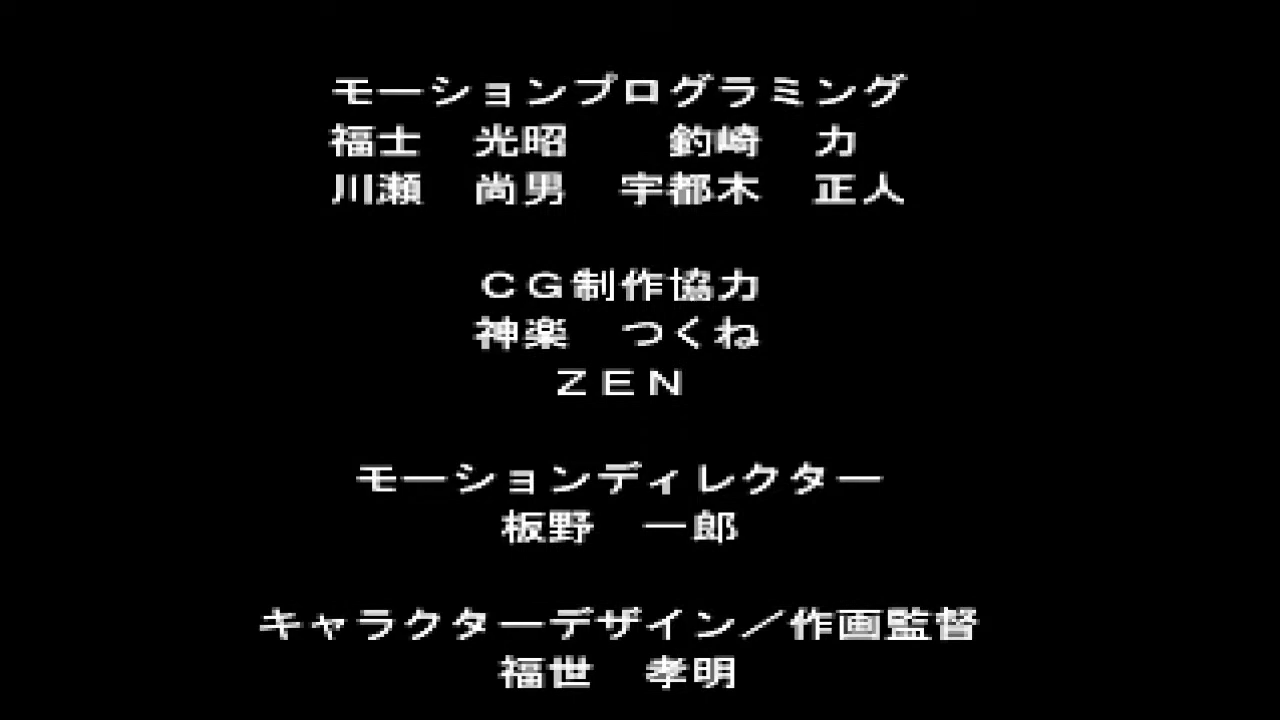 モーションプログラミング
福士　光昭　　釣崎　力
川瀬　尚男　宇都木　正人
ＣＧ制作協力
神楽　つくね
ＺＥＮ
モーションディレクター
板野　一郎
キャラクターデザイン／作画監督
福世　孝明